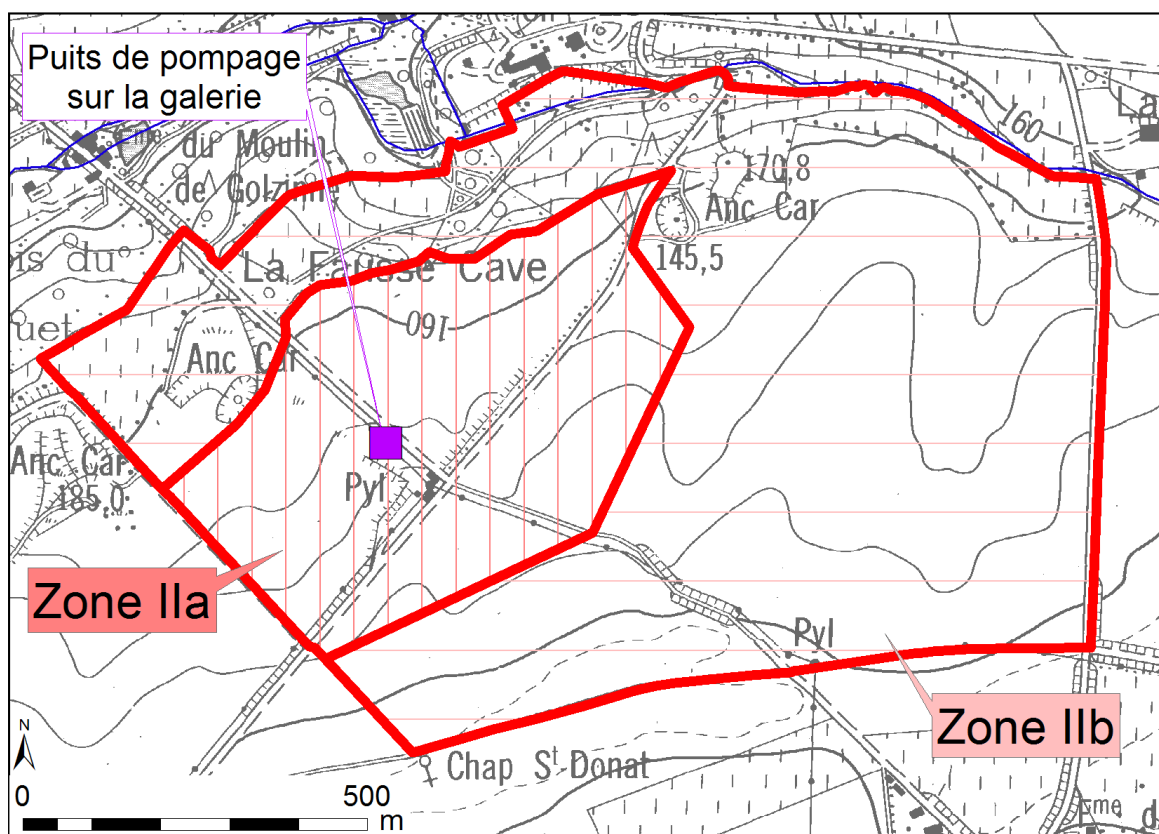 Puits de pompage
sur la galerie
du Moulin
de Golzinne
170,8
Anc Car
145,5
160
La
La Fausse Cave
160
Anc Car
Anc Car
185,0
Pyl
Zone IIa
Pyl
Zone IIb
Chap St Donat
N
0 500
m